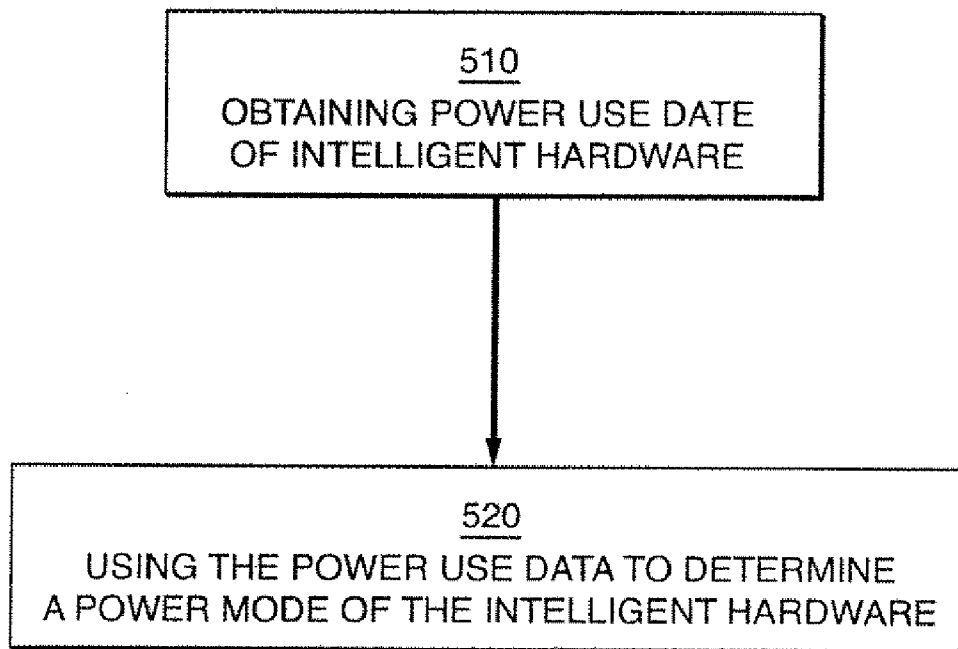 510
OBTAINING POWER USE DATE
OF INTELLIGENT HARDWARE
520
USING THE POWER USE DATA TO DETERMINE
A POWER MODE OF THE INTELLIGENT HARDWARE